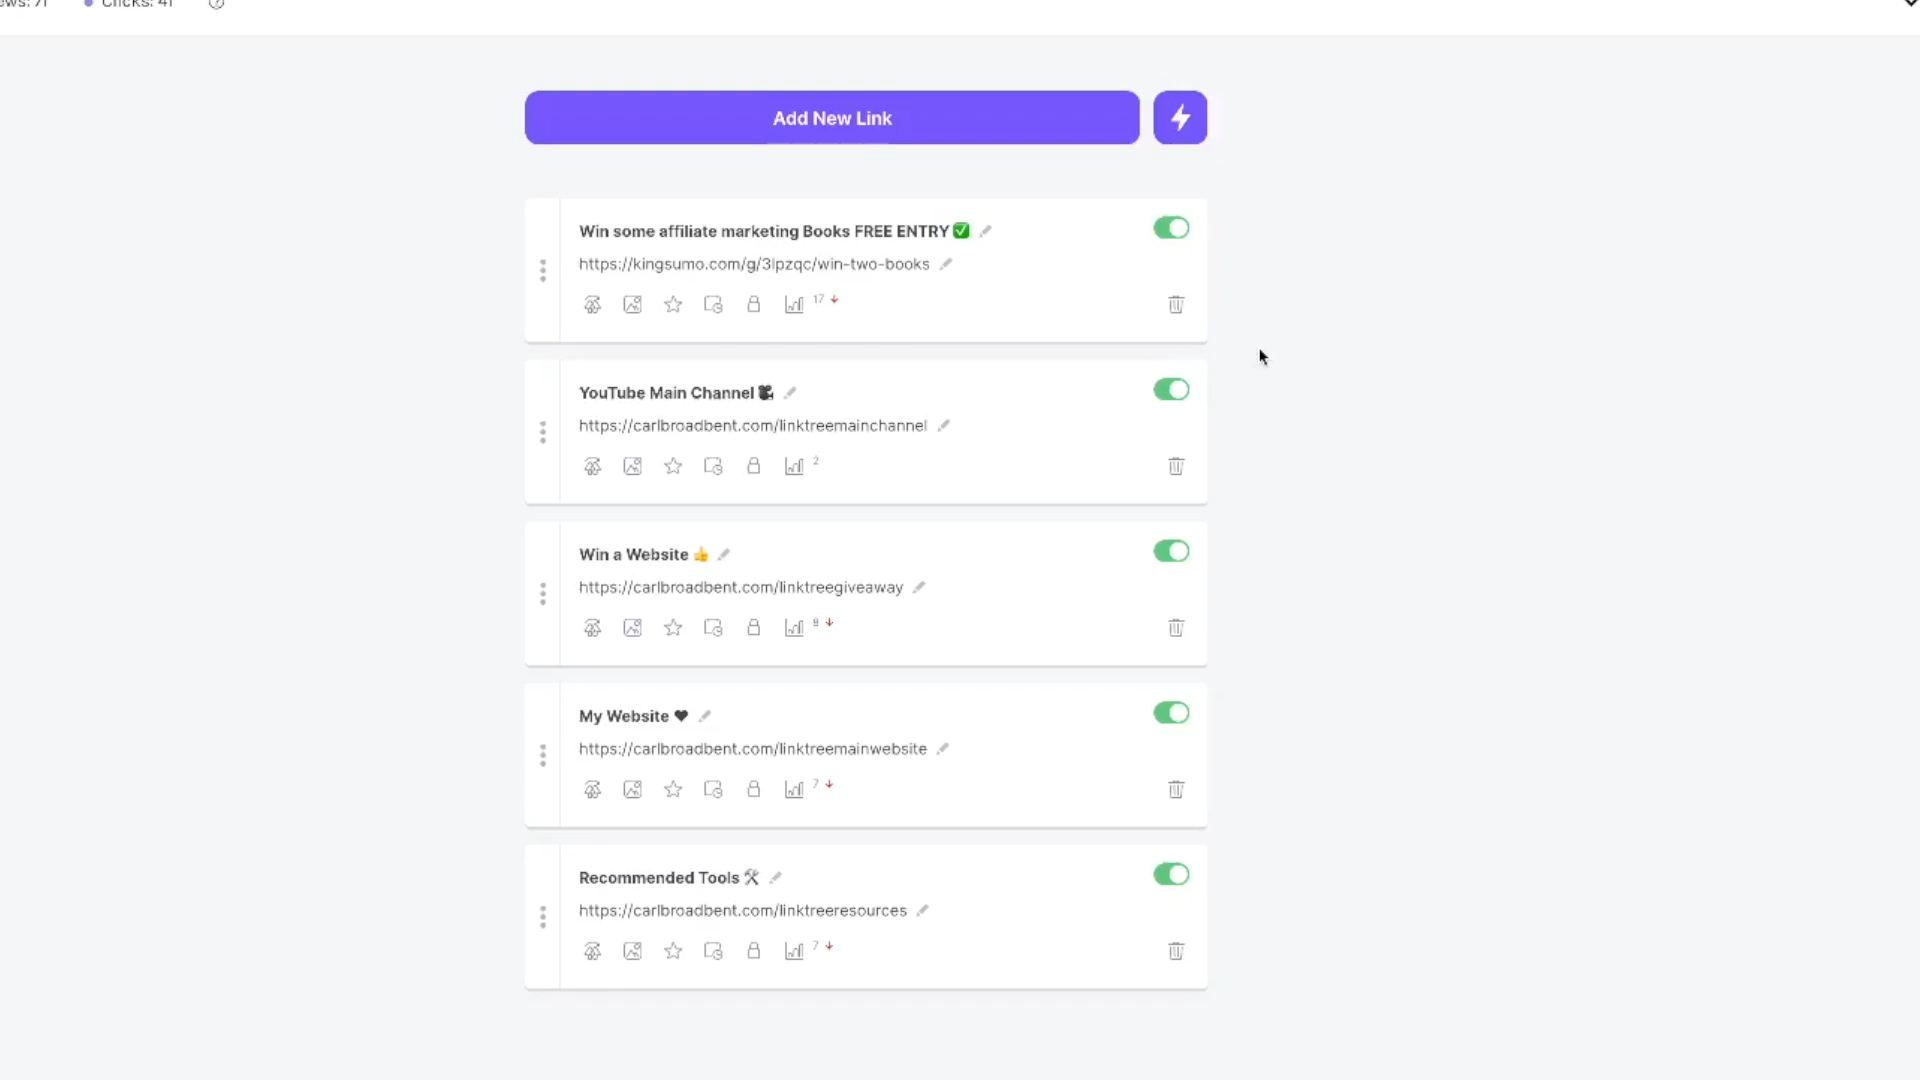 ews: 71 Clicks: 41
Add New Link
Win some affiliate marketing Books FREE ENTRY ✅
https://kingsumo.com/g/3lpzqc/win-two-books
17
YouTube Main Channel 🎥
https://carlbroadbent.com/linktreemainchannel
2
Win a Website 👍
https://carlbroadbent.com/linktreegiveaway
8
My Website ❤
https://carlbroadbent.com/linktreemainwebsite
7
Recommended Tools 🛠
https://carlbroadbent.com/linktreeresources
7